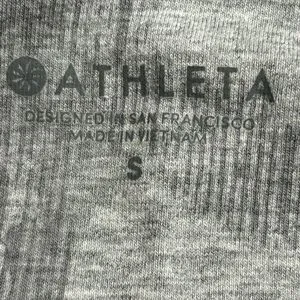 ATHLETA
DESIGNED IN SAN FRANCISCO
MADE IN VIETNAM
S